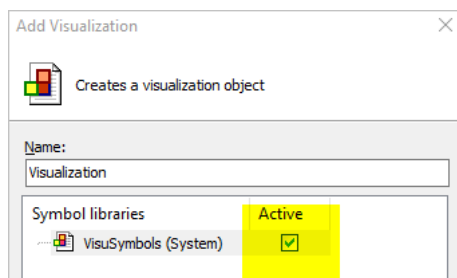 Add Visualization
Creates a visualization object
Name:
Visualization
Symbol libraries Active
VisuSymbols (System)